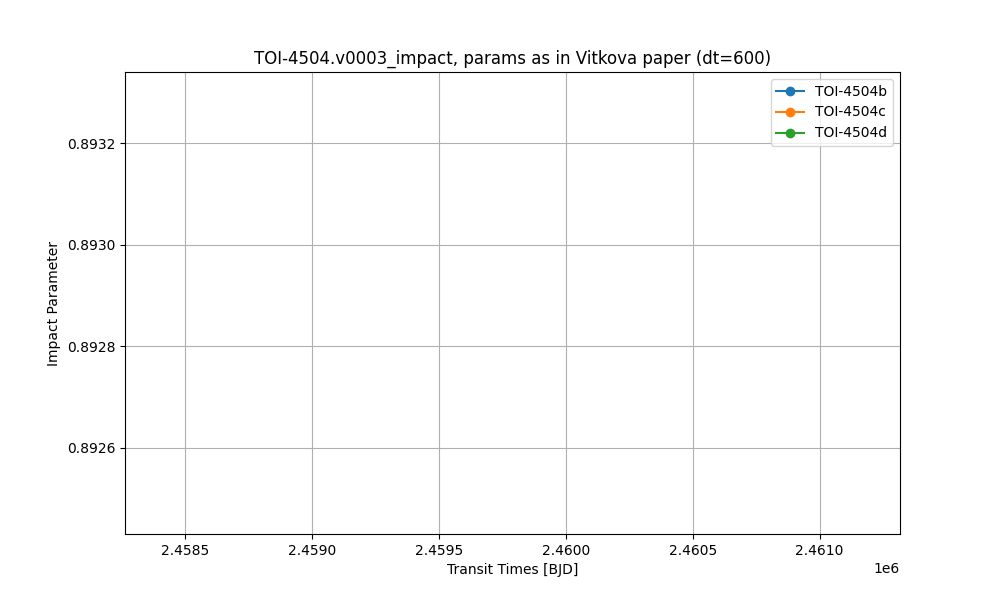 TOI-4504.v0003_impact, params as in Vitkova paper (dt=600)
TOI-4504b
TOI-4504c
TOI-4504d
0.8932
0.8930
0.8928
0.8926
Impact Parameter
2.4585 2.4590 2.4595 2.4600 2.4605 2.4610
Transit Times [BJD]
1e6